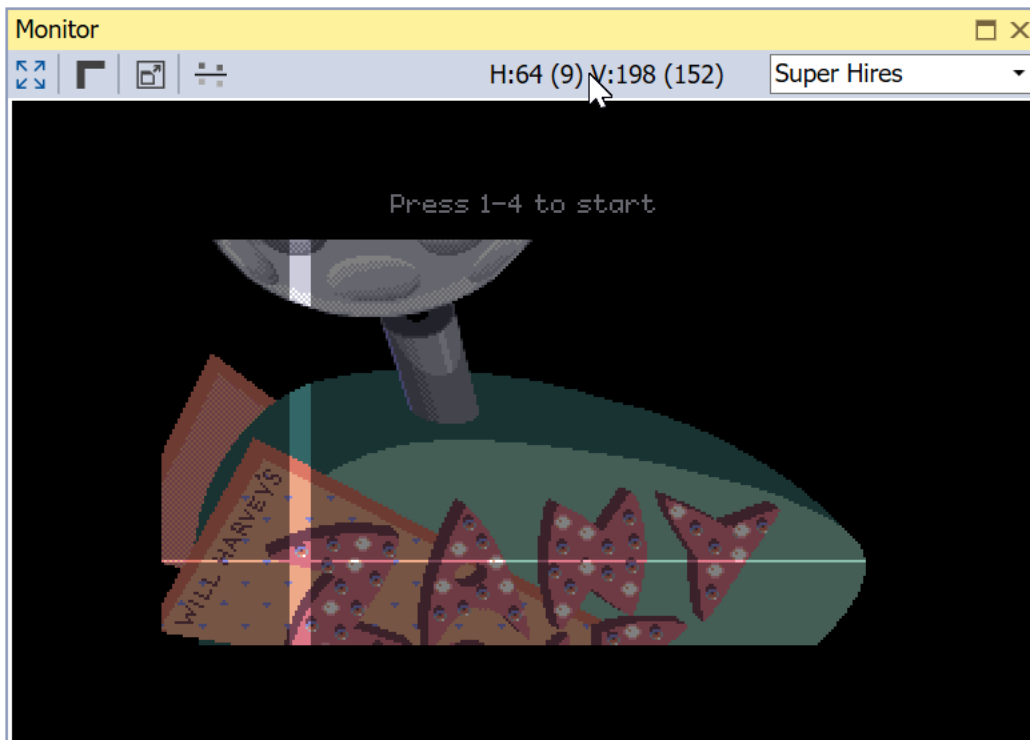 Monitor
H:64 (9) V:198 (152)
Super Hires
Press 1-4 to start
WILL HARVEY'S